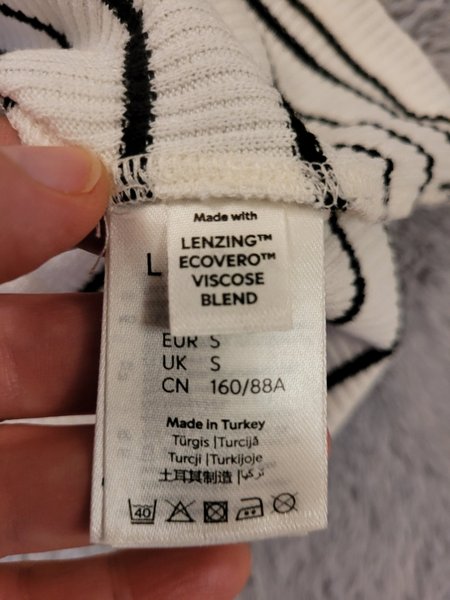 Made with
LENZING™
ECOVERO™
VISCOSE
BLEND
L
EUR S
UK S
CN 160/88A
Made in Turkey
Türgis |Turcijā
Turcji |Turkijoje
土耳其制造 | تركيا
40